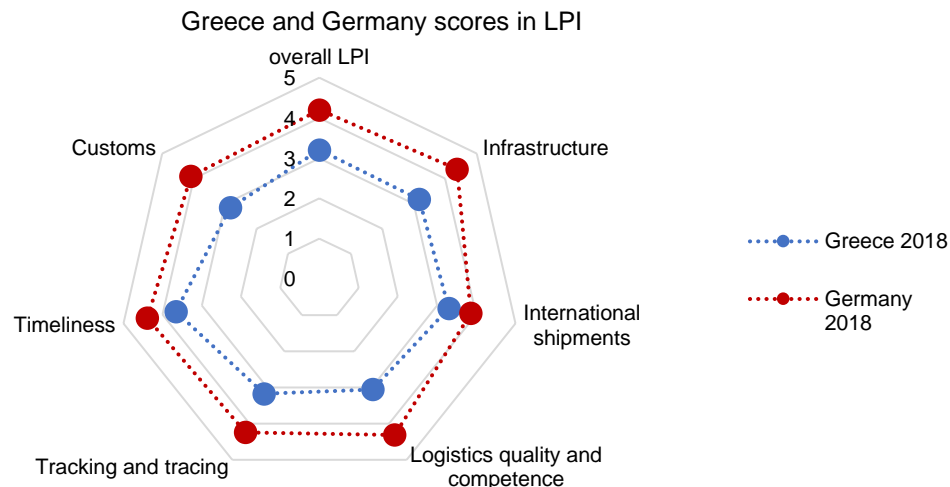 Greece and Germany scores in LPI
overall LPI
5
4
3
2
1
0
Infrastructure
International
shipments
Logistics quality and
competence
Tracking and tracing
Timeliness
Customs
Greece 2018
Germany
2018